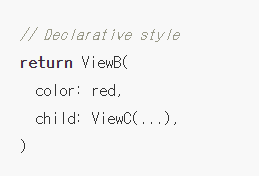 // Declarative style
return ViewB(
  color: red,
  child: ViewC(...),
)